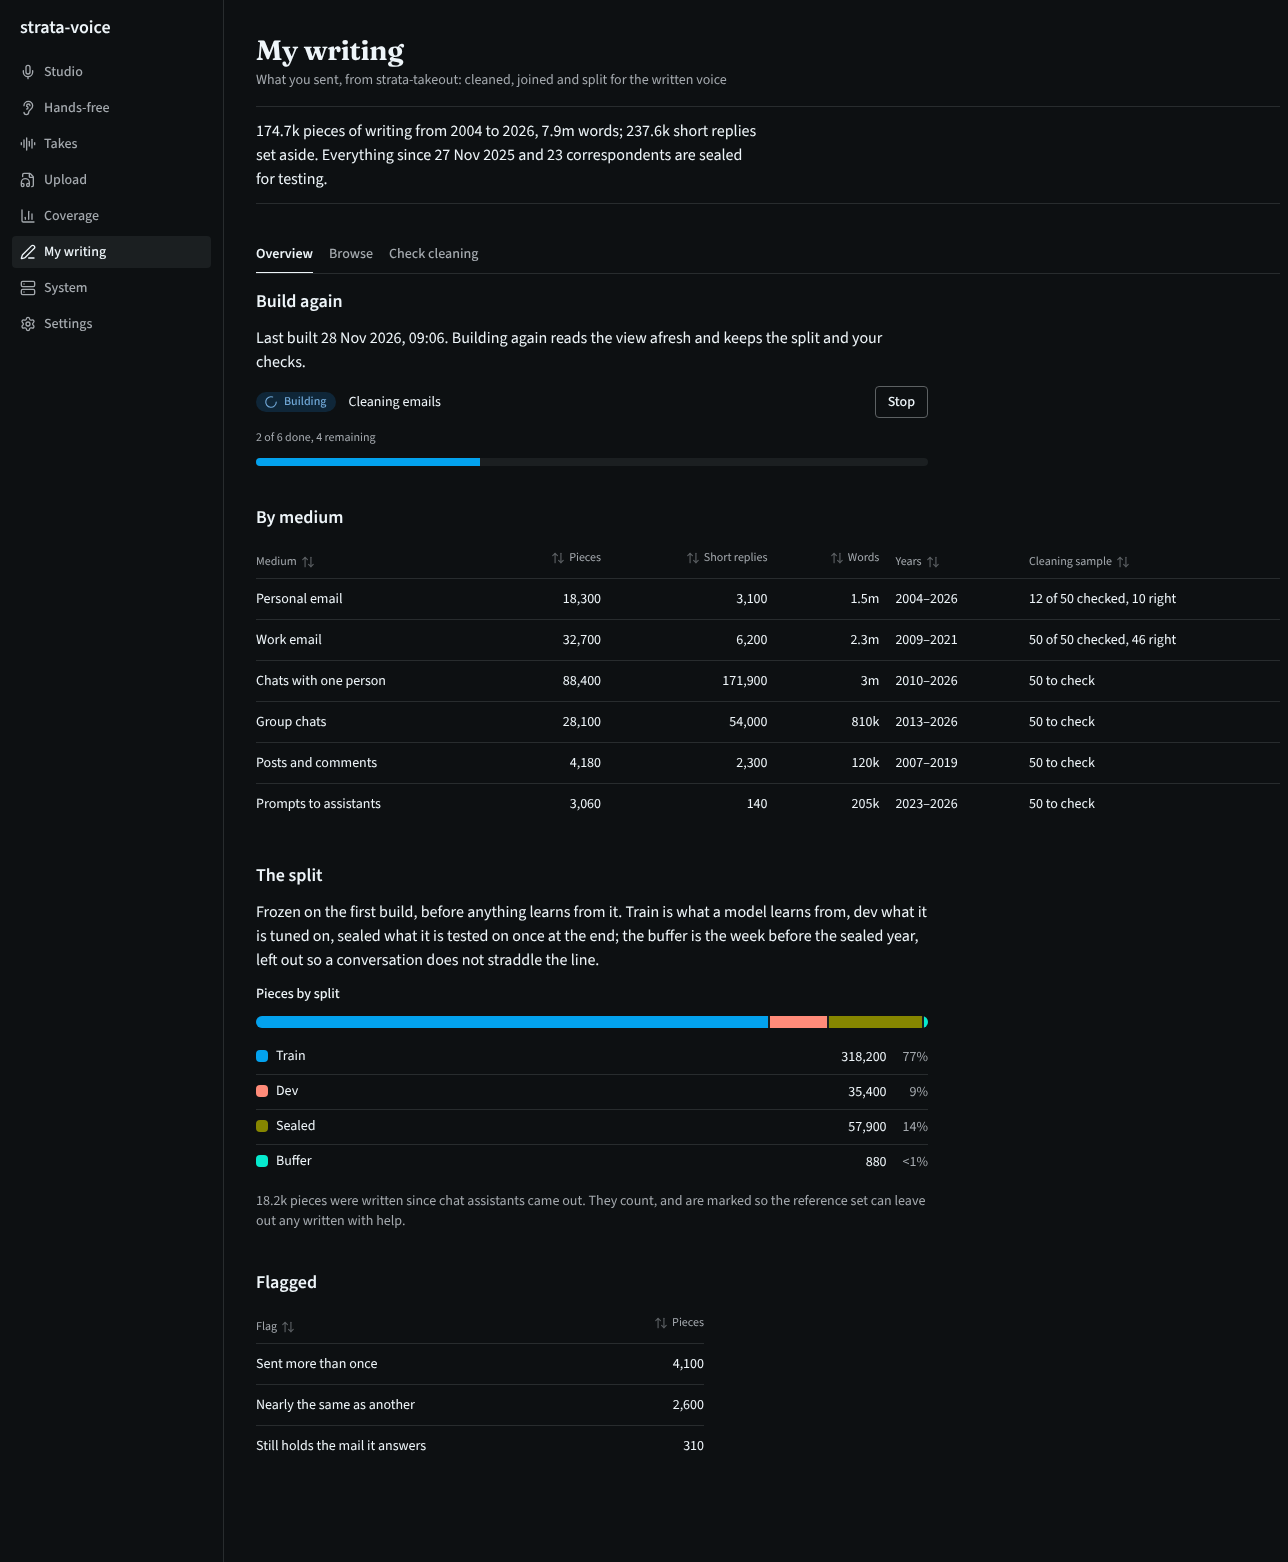 strata-voice
Studio
Hands-free
Takes
Upload
Coverage
My writing
System
Settings
My writing
What you sent, from strata-takeout: cleaned, joined and split for the written voice
174.7k pieces of writing from 2004 to 2026, 7.9m words; 237.6k short replies
set aside. Everything since 27 Nov 2025 and 23 correspondents are sealed
for testing.
Overview Browse Check cleaning
Build again
Last built 28 Nov 2026, 09:06. Building again reads the view afresh and keeps the split and your
checks.
Building Cleaning emails Stop
2 of 6 done, 4 remaining
By medium
Medium Pieces Short replies Words Years Cleaning sample
Personal email 18,300 3,100 1.5m 2004–2026 12 of 50 checked, 10 right
Work email 32,700 6,200 2.3m 2009–2021 50 of 50 checked, 46 right
Chats with one person 88,400 171,900 3m 2010–2026 50 to check
Group chats 28,100 54,000 810k 2013–2026 50 to check
Posts and comments 4,180 2,300 120k 2007–2019 50 to check
Prompts to assistants 3,060 140 205k 2023–2026 50 to check
The split
Frozen on the first build, before anything learns from it. Train is what a model learns from, dev what it
is tuned on, sealed what it is tested on once at the end; the buffer is the week before the sealed year,
left out so a conversation does not straddle the line.
Pieces by split
Train 318,200 77%
Dev 35,400 9%
Sealed 57,900 14%
Buffer 880 <1%
18.2k pieces were written since chat assistants came out. They count, and are marked so the reference set can leave
out any written with help.
Flagged
Flag Pieces
Sent more than once 4,100
Nearly the same as another 2,600
Still holds the mail it answers 310